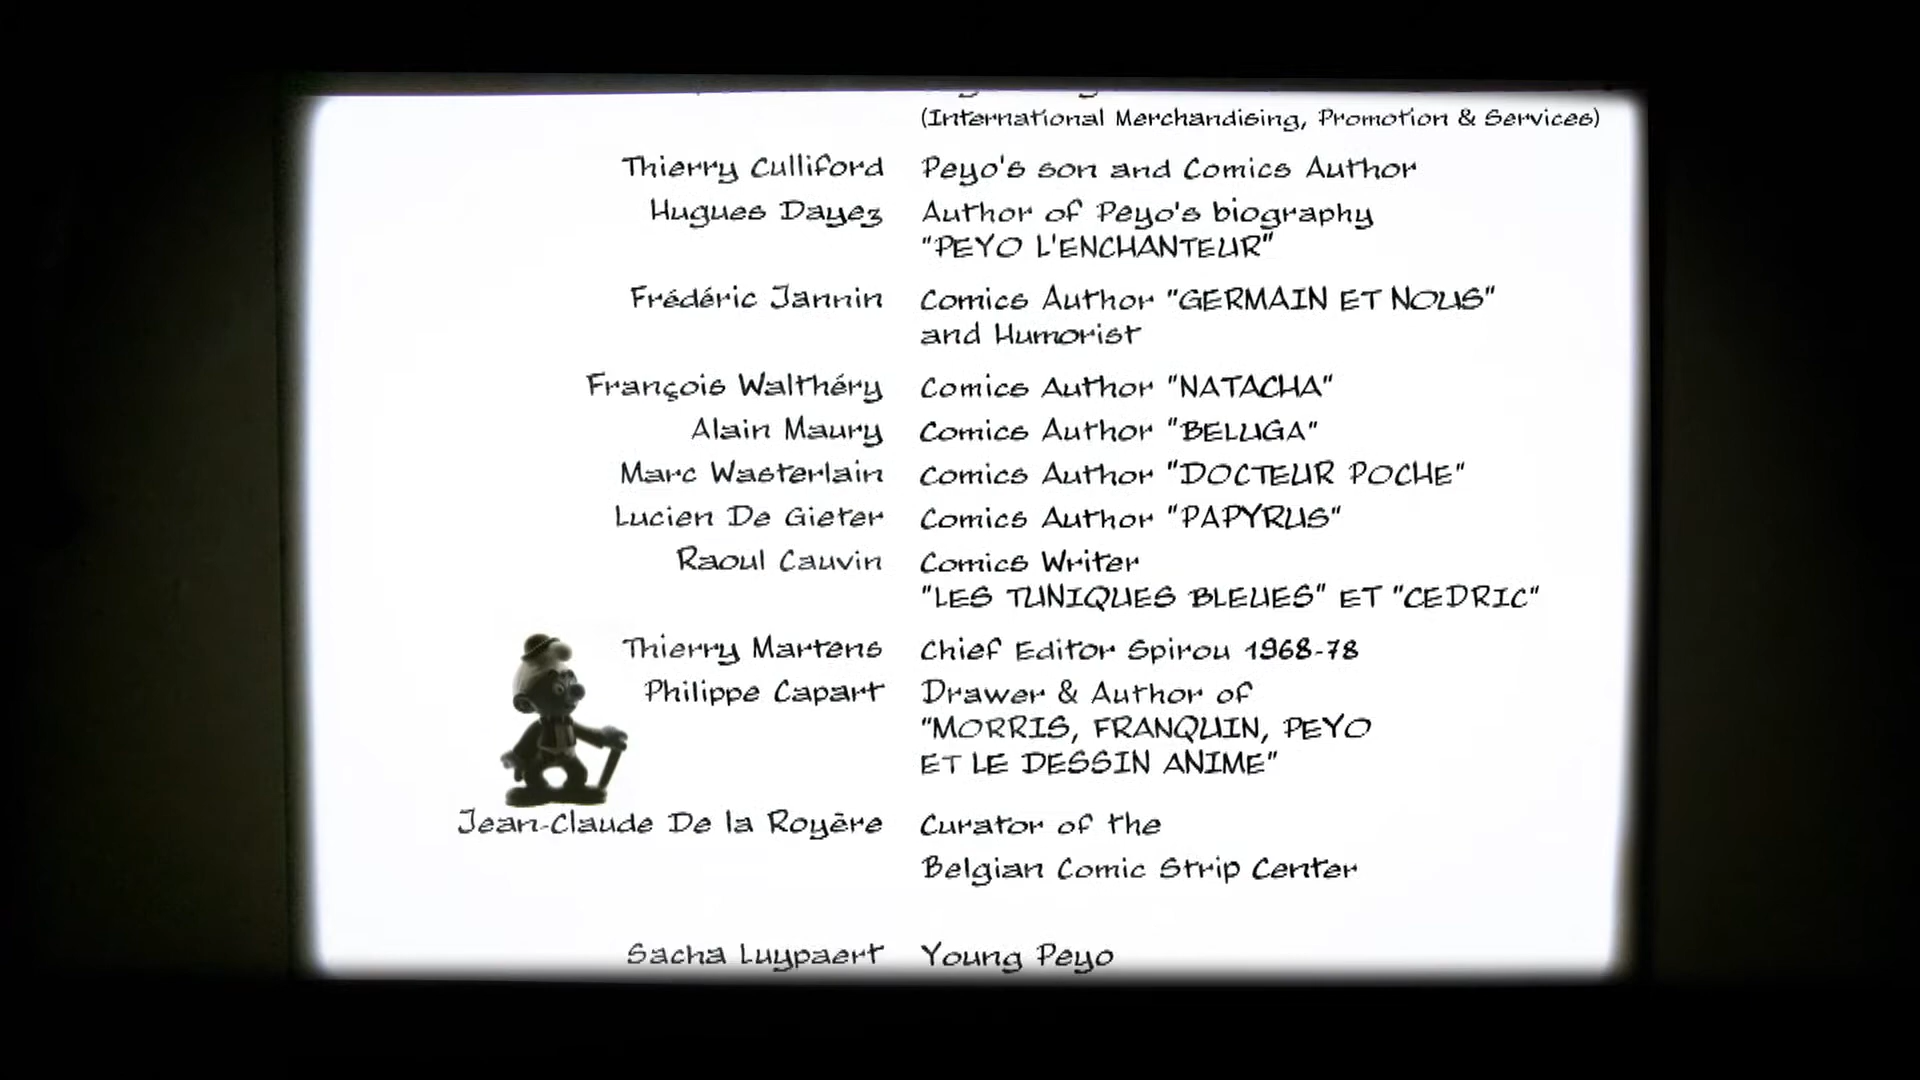 (International Merchandising, Promotion & Services)
Thierry Culliford Peyo's son and Comics Author
Hugues Dayez Author of Peyo's biography
"PEYO L'ENCHANTEUR"
Frédéric Jannin Comics Author "GERMAIN ET NOUS"
and Humorist
François Walthéry Comics Author "NATACHA"
Alain Maury Comics Author "BELUGA"
Marc Wasterlain Comics Author "DOCTEUR POCHE"
Lucien De Gieter Comics Author "PAPYRUS"
Raoul Cauvin Comics Writer
"LES TUNIQUES BLEUES" ET "CEDRIC"
Thierry Martens Chief Editor Spirou 1968-78
Philippe Capart Drawer & Author of
"MORRIS, FRANQUIN, PEYO
ET LE DESSIN ANIME"
Jean-Claude De la Royère Curator of the
Belgian Comic Strip Center
Sacha Luypaert Young Peyo